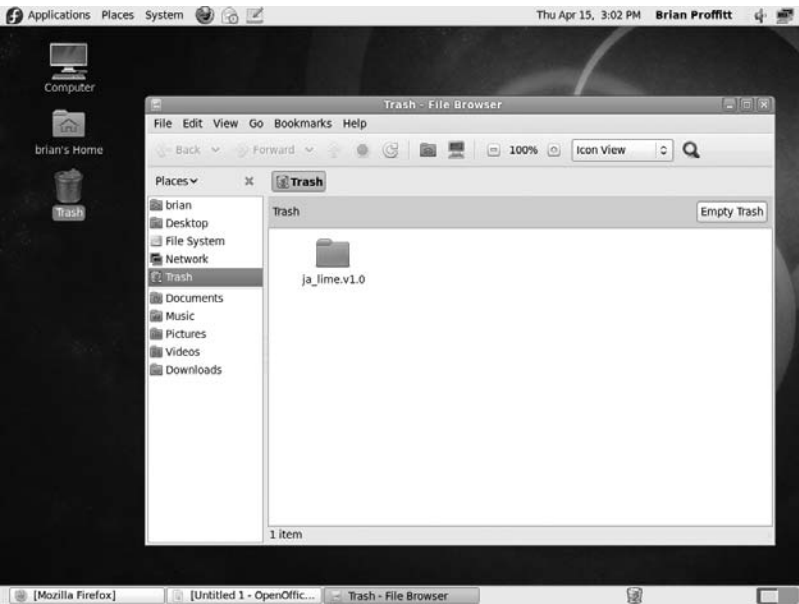 Applications Places System Thu Apr 15, 3:02 PM Brian Proffitt
Computer
brian's Home
Trash
Trash - File Browser
File Edit View Go Bookmarks Help
Back Forward 100% Icon View
Places Trash
brian
Desktop
File System
Network
Trash
Documents
Music
Pictures
Videos
Downloads
Trash Empty Trash
ja_lime.v1.0
1 item
[Mozilla Firefox] [Untitled 1 - OpenOffic... Trash - File Browser